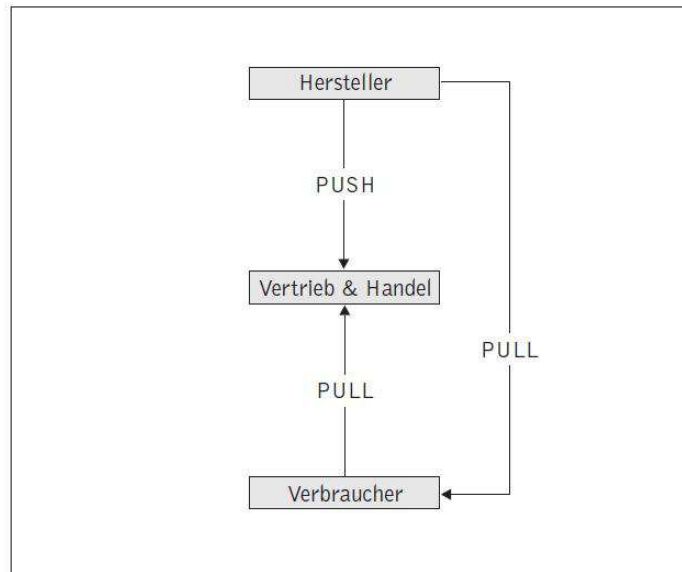 Hersteller
PUSH
Vertrieb & Handel
PULL
PULL
Verbraucher